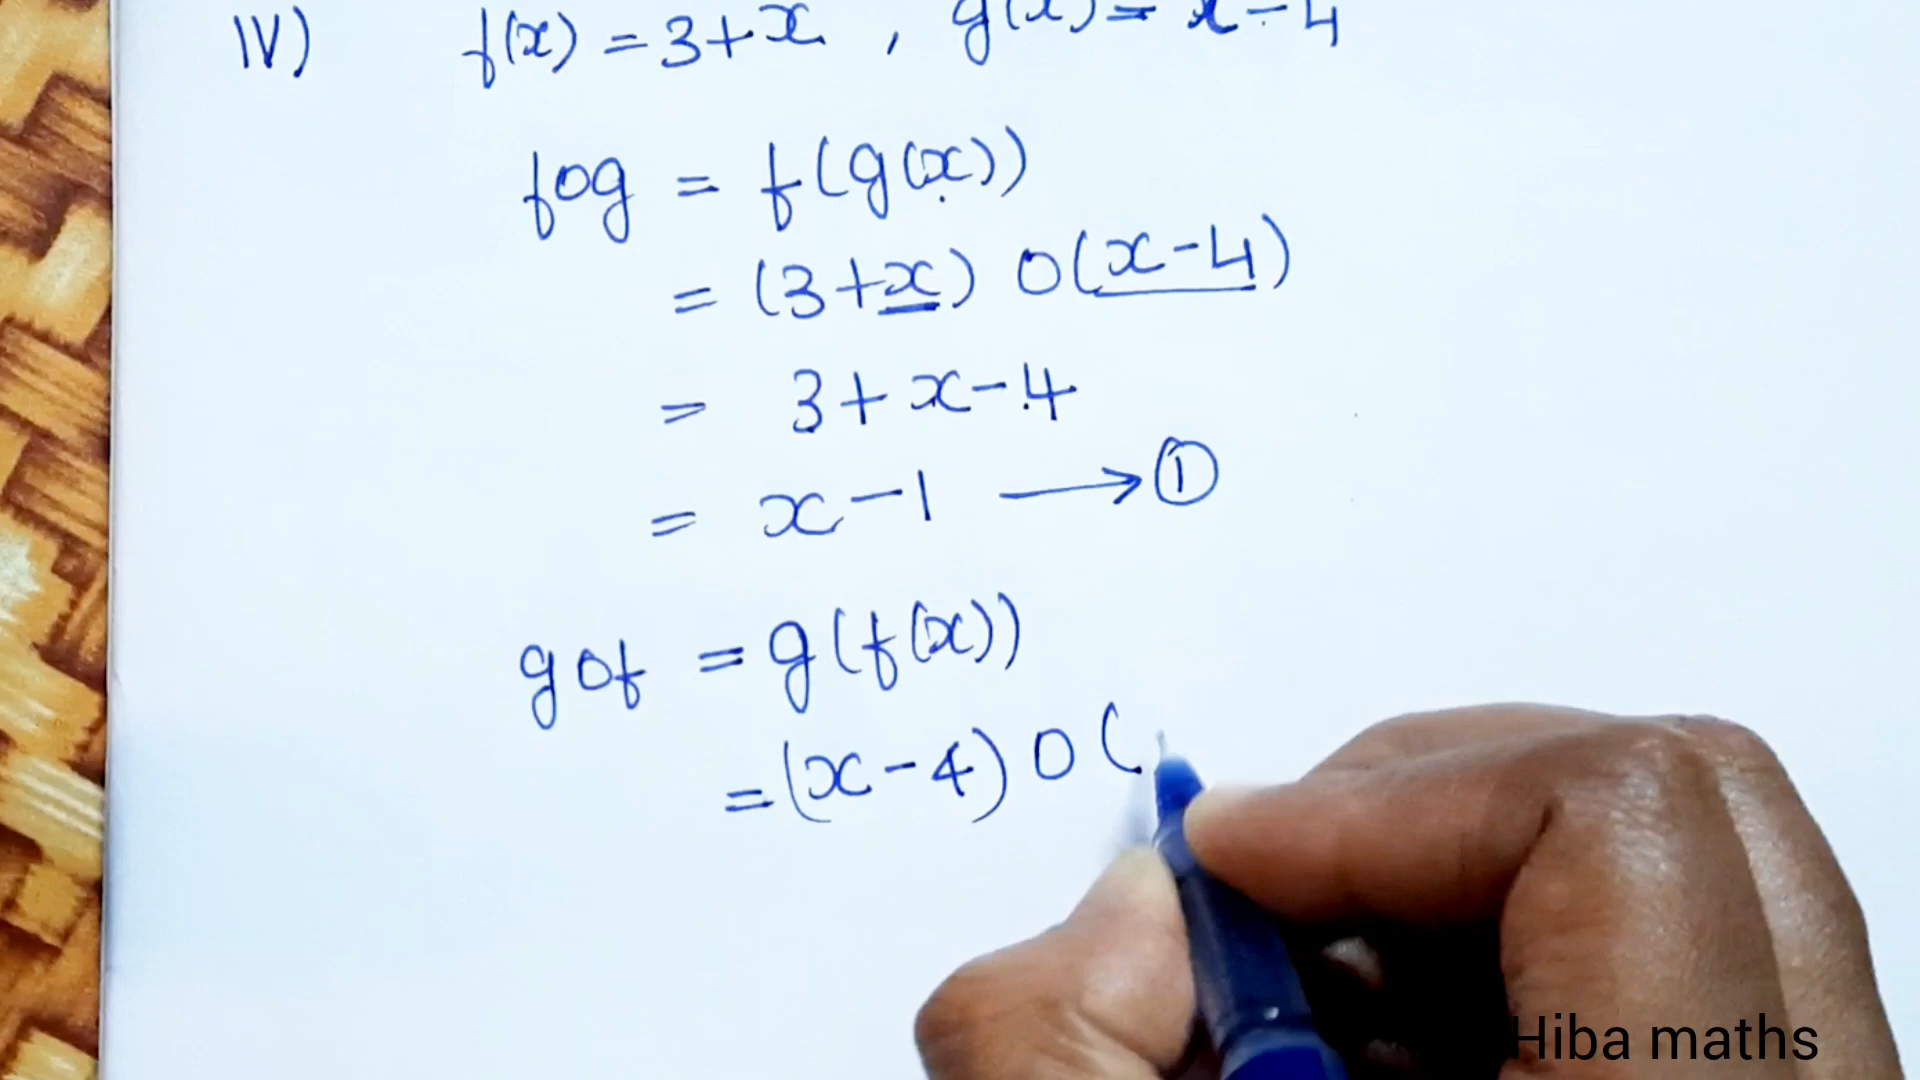 IV) f(x) = 3+x , g(x) = x-4
fog = f(g(x))
= (3+x) o (x-4)
= 3+x-4
= x-1 → ①
gof = g(f(x))
= (x-4) o (
Hiba maths